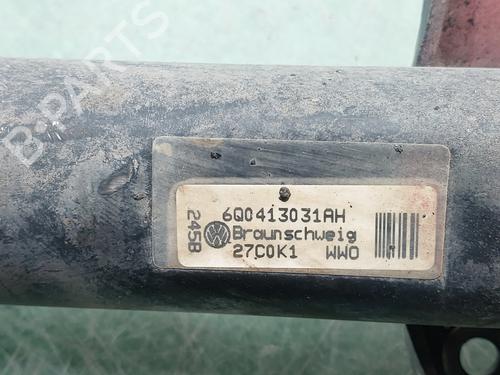 B-PARTS
6Q0413031AH
Braunschweig
27C0K1 WWO
245B